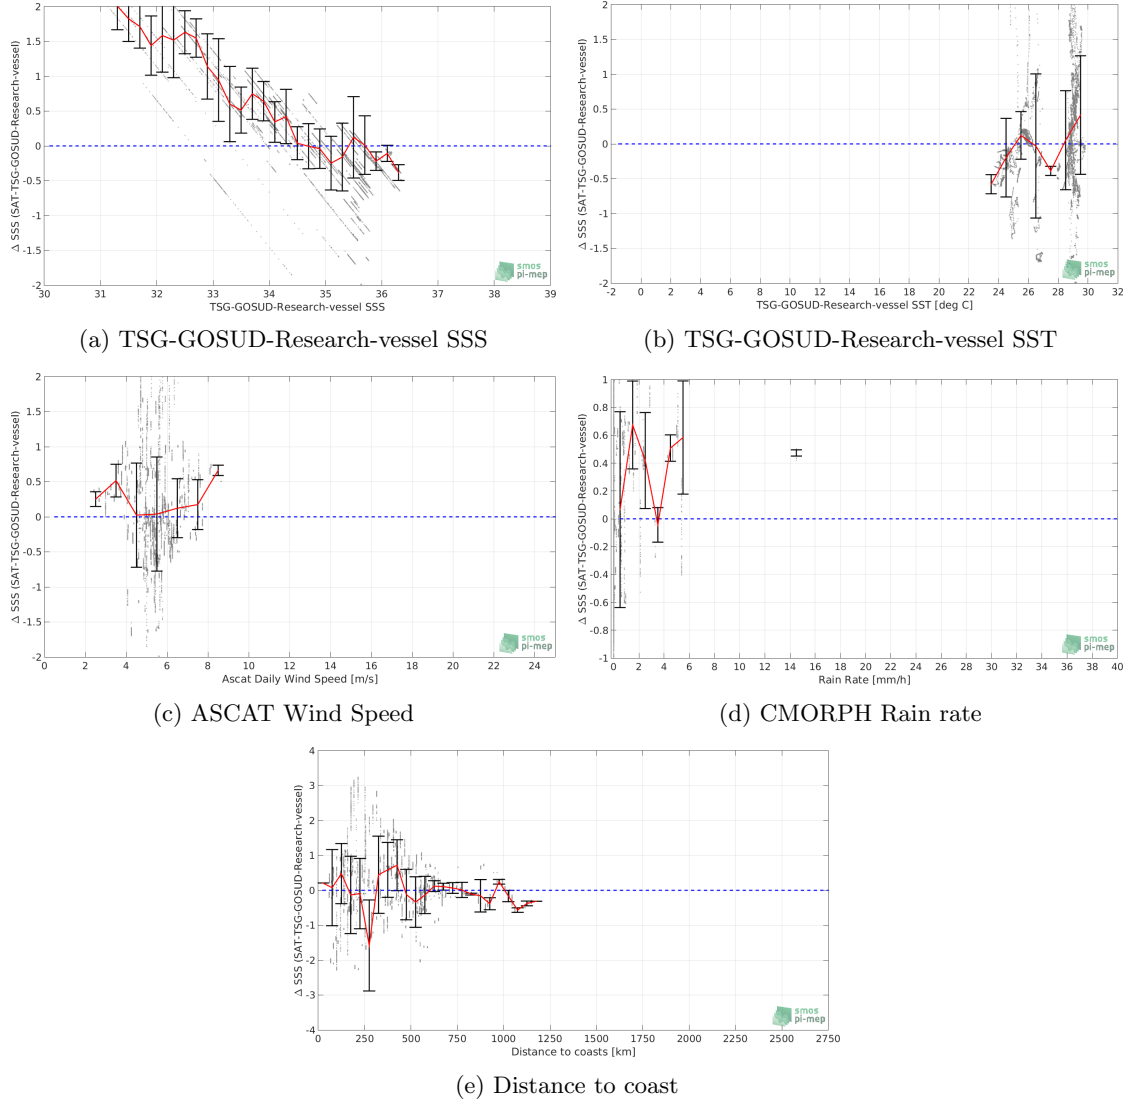 Δ SSS (SAT-TSG-GOSUD-Research-vessel)
2
1.5
1
0.5
0
-0.5
-1
-1.5
-2
30 31 32 33 34 35 36 37 38 39
TSG-GOSUD-Research-vessel SSS
smos
pi-mep
(a) TSG-GOSUD-Research-vessel SSS
Δ SSS (SAT-TSG-GOSUD-Research-vessel)
2
1.5
1
0.5
0
-0.5
-1
-1.5
-2
-2 0 2 4 6 8 10 12 14 16 18 20 22 24 26 28 30 32
TSG-GOSUD-Research-vessel SST [deg C]
smos
pi-mep
(b) TSG-GOSUD-Research-vessel SST
Δ SSS (SAT-TSG-GOSUD-Research-vessel)
2
1.5
1
0.5
0
-0.5
-1
-1.5
-2
0 2 4 6 8 10 12 14 16 18 20 22 24
Ascat Daily Wind Speed [m/s]
smos
pi-mep
(c) ASCAT Wind Speed
Δ SSS (SAT-TSG-GOSUD-Research-vessel)
1
0.8
0.6
0.4
0.2
0
-0.2
-0.4
-0.6
-0.8
-1
0 2 4 6 8 10 12 14 16 18 20 22 24 26 28 30 32 34 36 38 40
Rain Rate [mm/h]
smos
pi-mep
(d) CMORPH Rain rate
Δ SSS (SAT-TSG-GOSUD-Research-vessel)
4
3
2
1
0
-1
-2
-3
-4
0 250 500 750 1000 1250 1500 1750 2000 2250 2500 2750
Distance to coasts [km]
smos
pi-mep
(e) Distance to coast